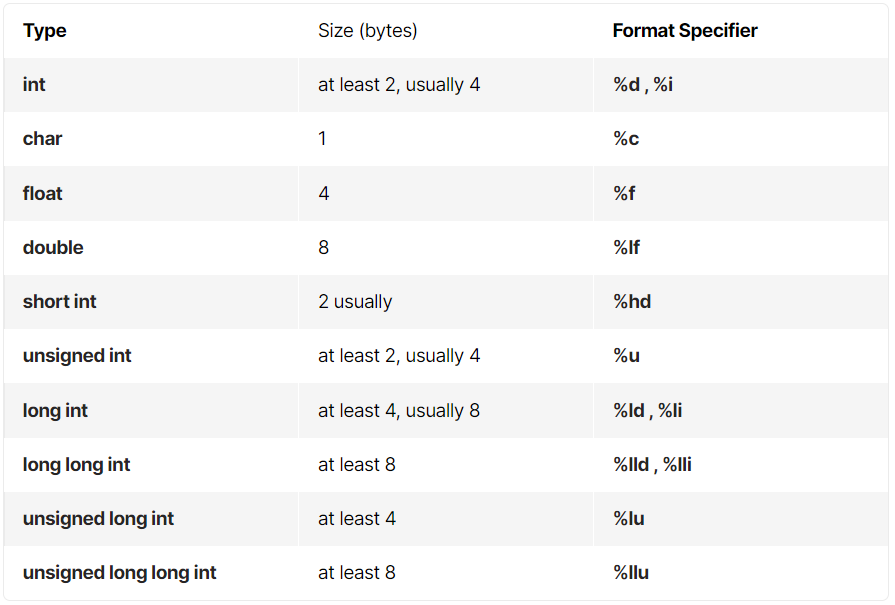 Type Size (bytes) Format Specifier
int at least 2, usually 4 %d , %i
char 1 %c
float 4 %f
double 8 %lf
short int 2 usually %hd
unsigned int at least 2, usually 4 %u
long int at least 4, usually 8 %ld , %li
long long int at least 8 %lld , %lli
unsigned long int at least 4 %lu
unsigned long long int at least 8 %llu